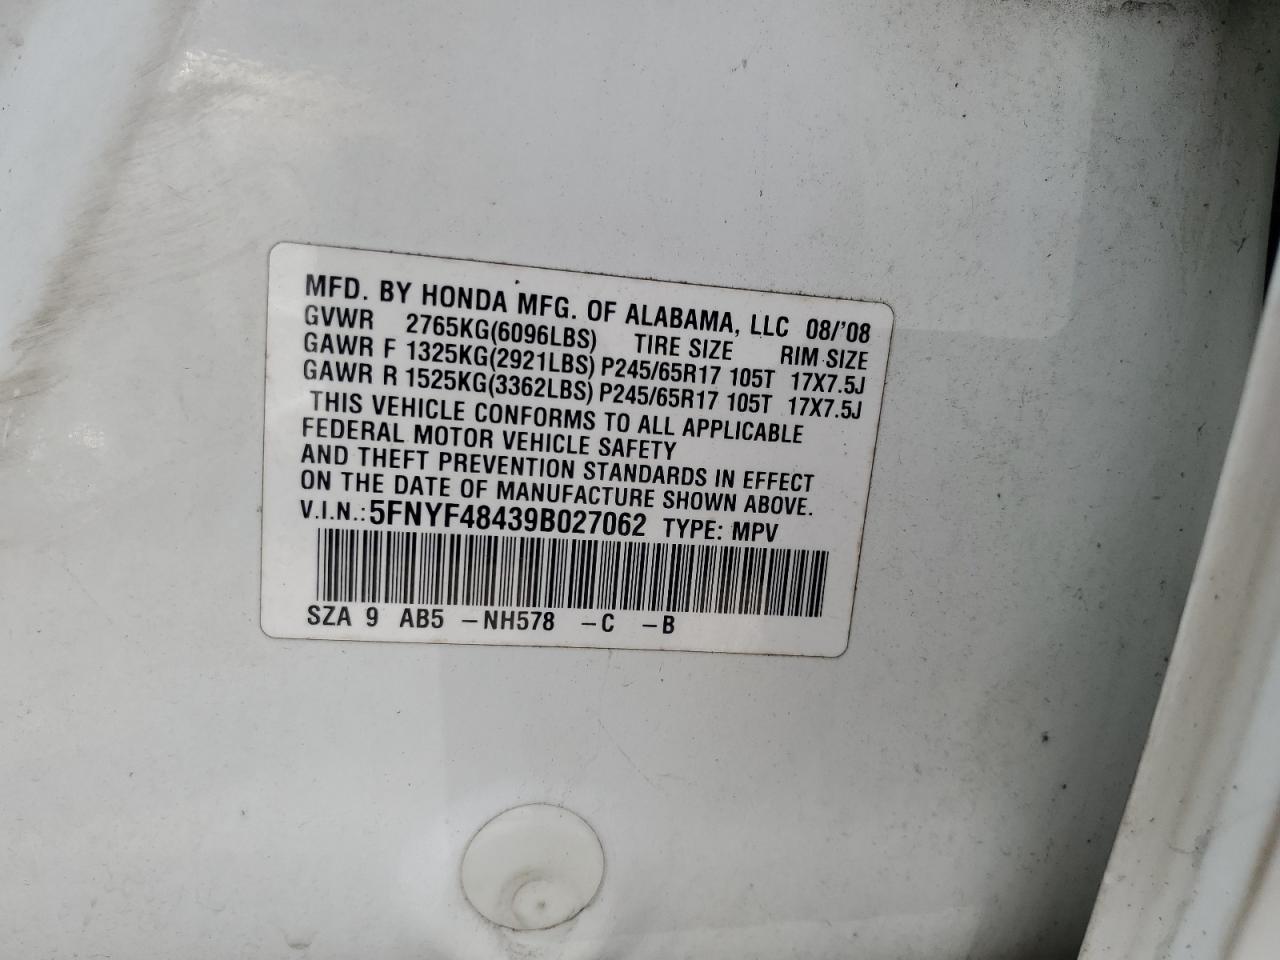 MFD. BY HONDA MFG. OF ALABAMA, LLC 08/'08
GVWR 2765KG(6096LBS) TIRE SIZE RIM SIZE
GAWR F 1325KG(2921LBS) P245/65R17 105T 17X7.5J
GAWR R 1525KG(3362LBS) P245/65R17 105T 17X7.5J
THIS VEHICLE CONFORMS TO ALL APPLICABLE
FEDERAL MOTOR VEHICLE SAFETY
AND THEFT PREVENTION STANDARDS IN EFFECT
ON THE DATE OF MANUFACTURE SHOWN ABOVE.
V.I.N.: 5FNYF48439B027062 TYPE: MPV
SZA 9 AB5 -NH578 -C -B